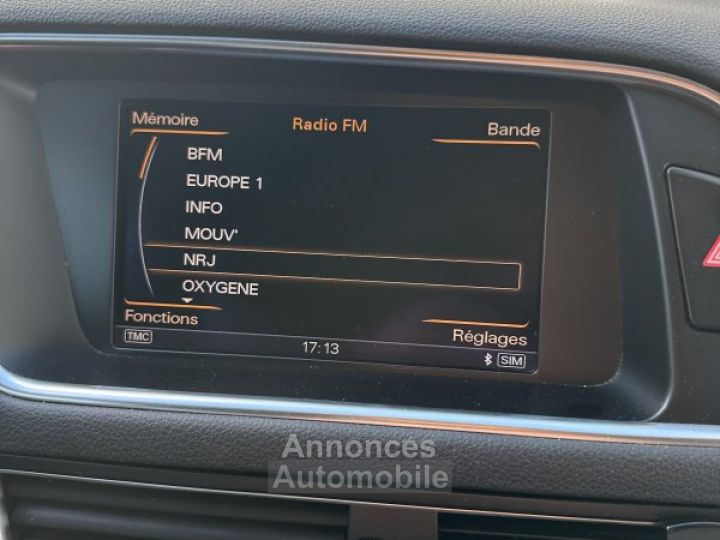 Mémoire
Radio FM
Bande
BFM
EUROPE 1
INFO
MOUV'
NRJ
OXYGENE
Fonctions
Réglages
TMC
17:13
SIM
Annonces
Automobile